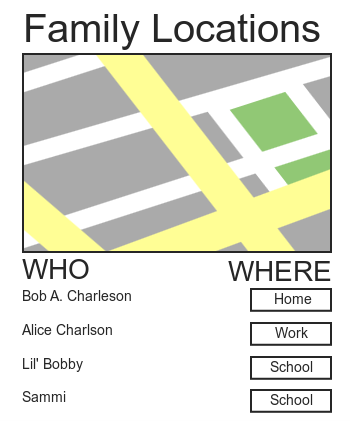 Family Locations
WHO WHERE
Bob A. Charleson Home
Alice Charlson Work
Lil' Bobby School
Sammi School